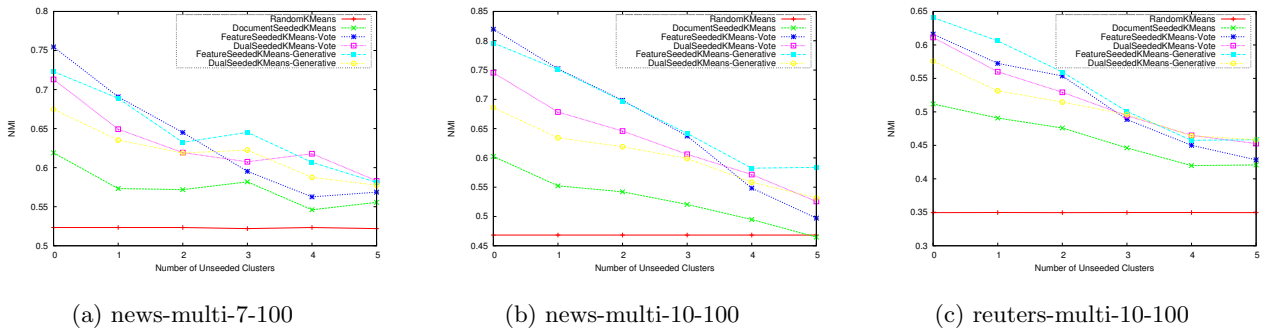 RandomKMeans
DocumentSeededKMeans
FeatureSeededKMeans-Vote
DualSeededKMeans-Vote
FeatureSeededKMeans-Generative
DualSeededKMeans-Generative
NMI
0.8
0.75
0.7
0.65
0.6
0.55
0.5
0 1 2 3 4 5
Number of Unseeded Clusters
(a) news-multi-7-100
RandomKMeans
DocumentSeededKMeans
FeatureSeededKMeans-Vote
DualSeededKMeans-Vote
FeatureSeededKMeans-Generative
DualSeededKMeans-Generative
NMI
0.85
0.8
0.75
0.7
0.65
0.6
0.55
0.5
0.45
0 1 2 3 4 5
Number of Unseeded Clusters
(b) news-multi-10-100
RandomKMeans
DocumentSeededKMeans
FeatureSeededKMeans-Vote
DualSeededKMeans-Vote
FeatureSeededKMeans-Generative
DualSeededKMeans-Generative
NMI
0.65
0.6
0.55
0.5
0.45
0.4
0.35
0.3
0 1 2 3 4 5
Number of Unseeded Clusters
(c) reuters-multi-10-100